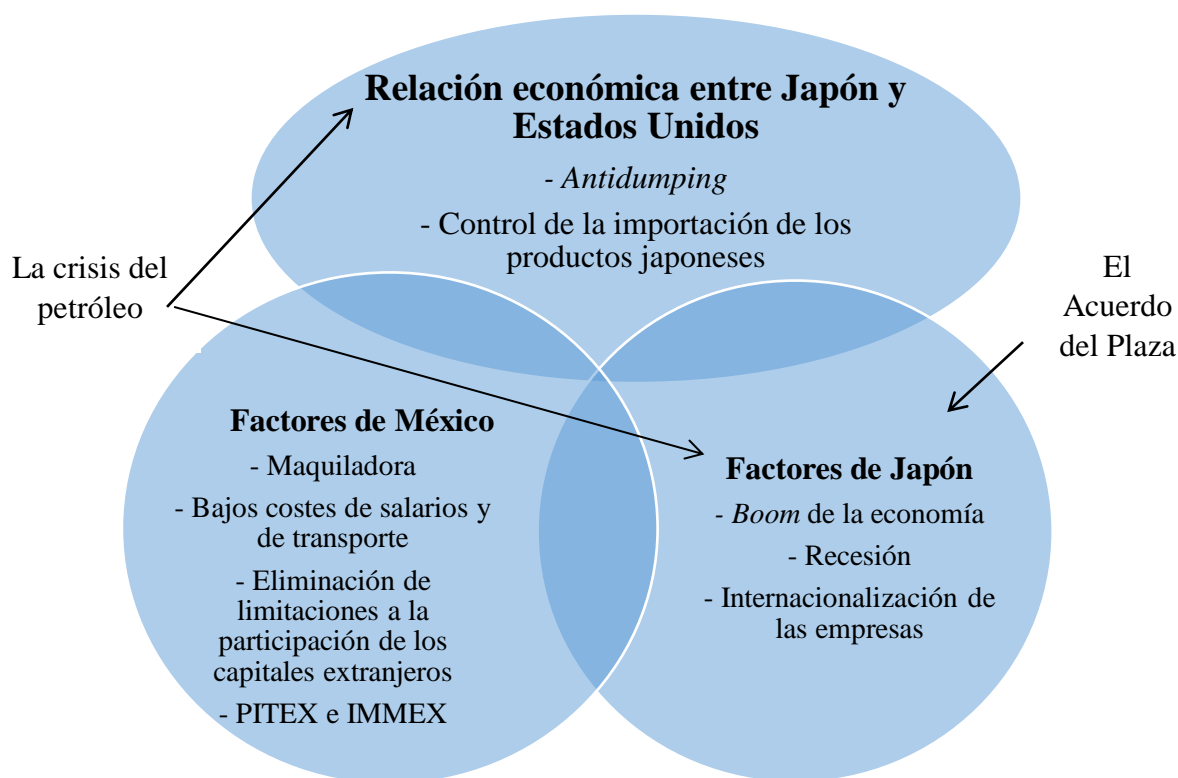 Relación económica entre Japón y
Estados Unidos
- Antidumping
- Control de la importación de los
productos japoneses
La crisis del
petróleo
El
Acuerdo
del Plaza
Factores de México
- Maquiladora
- Bajos costes de salarios y
de transporte
- Eliminación de
limitaciones a la
participación de los
capitales extranjeros
- PITEX e IMMEX
Factores de Japón
- Boom de la economía
- Recesión
- Internacionalización de
las empresas